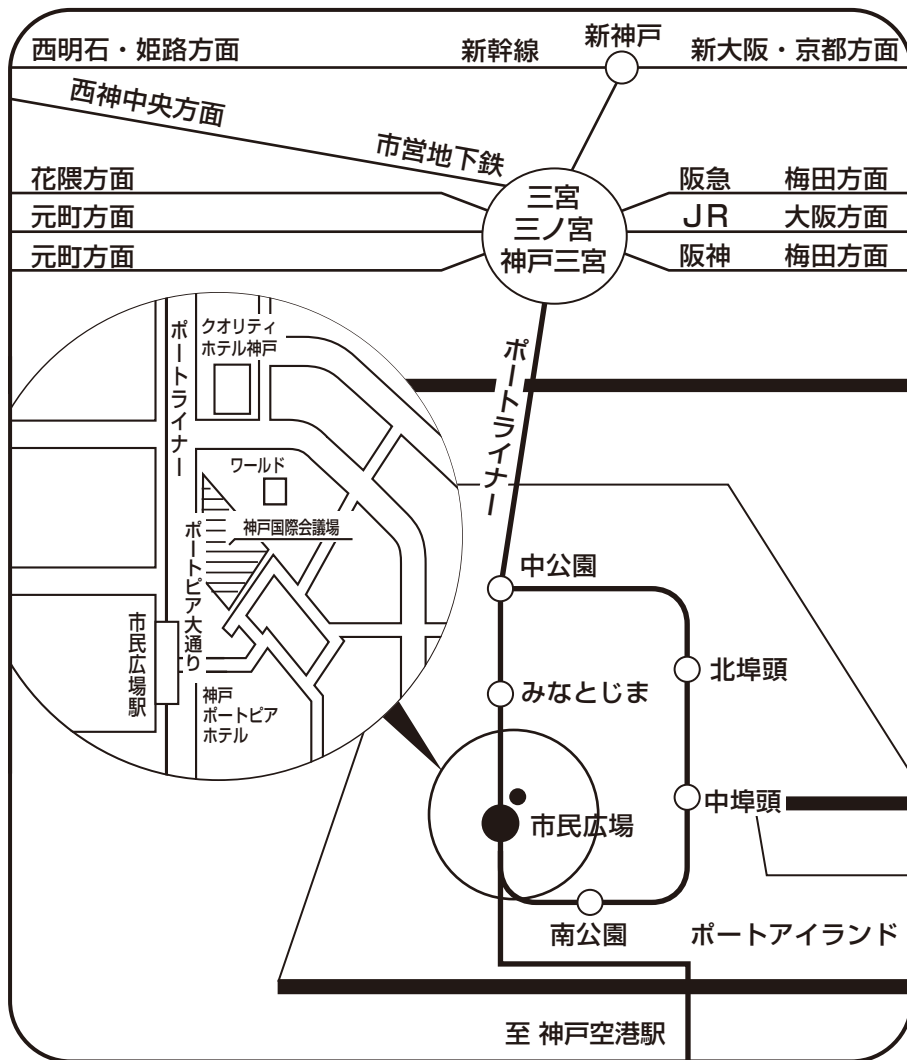 西明石・姫路方面
新幹線
新神戸
新大阪・京都方面
西神中央方面
市営地下鉄
花隈方面
三宮
阪急
梅田方面
元町方面
三ノ宮
JR
大阪方面
元町方面
神戸三宮
阪神
梅田方面
ポートライナー
クオリティ
ホテル神戸
ポートライナー
ワールド
神戸国際会議場
ポートピア大通り
市民広場駅
神戸
ポートピア
ホテル
中公園
北埠頭
みなとじま
中埠頭
市民広場
南公園
ポートアイランド
至 神戸空港駅